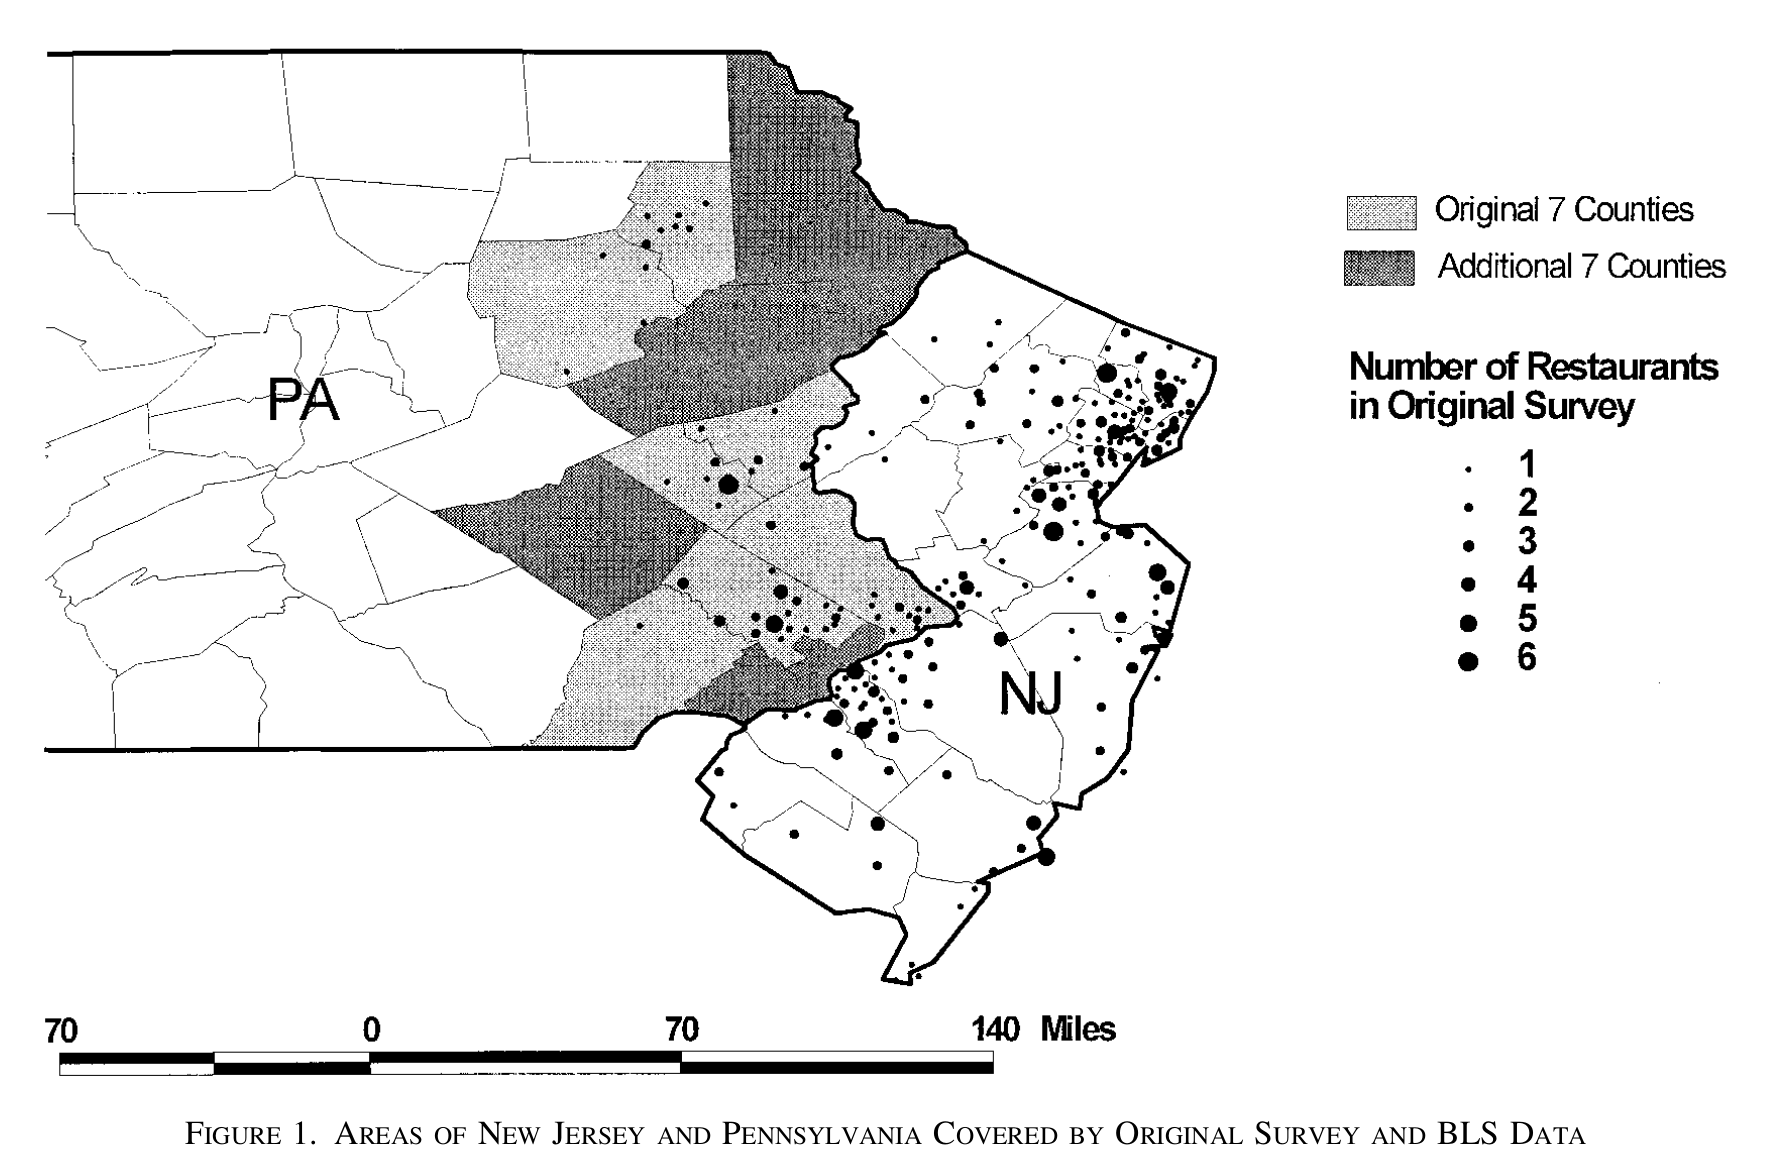 Original 7 Counties
Additional 7 Counties
Number of Restaurants
in Original Survey
1
2
3
4
5
6
PA
NJ
70 0 70 140 Miles
FIGURE 1. AREAS OF NEW JERSEY AND PENNSYLVANIA COVERED BY ORIGINAL SURVEY AND BLS DATA